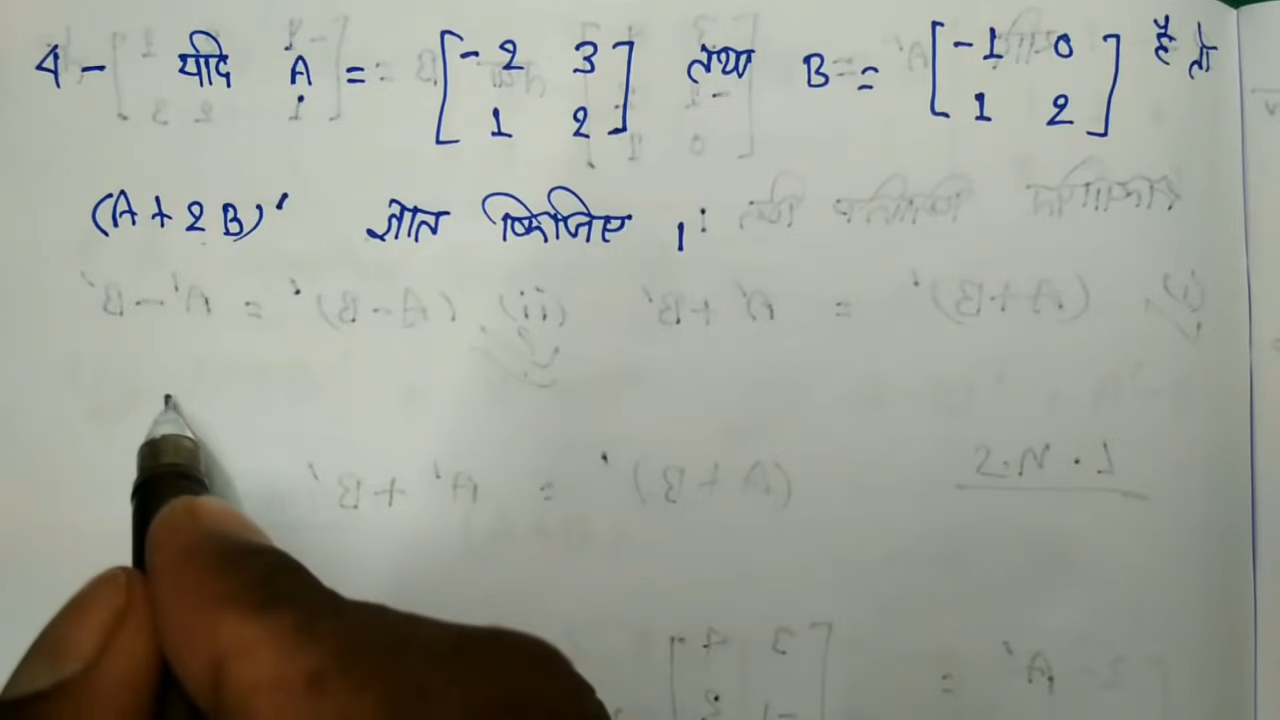 4 - यदि A = [-2 3 तथा B = [-1 0 है तो
1 2] 1 2]
(A + 2B)' ज्ञात किजिए ।